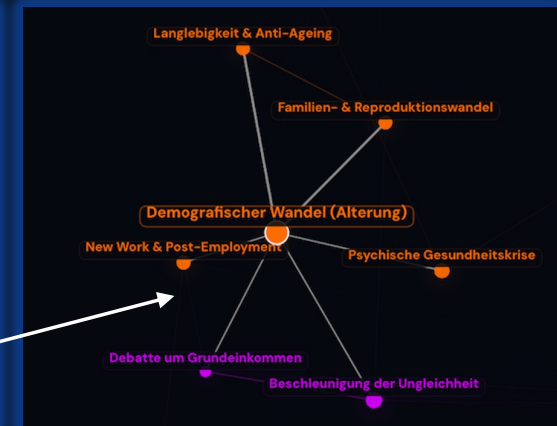 Langlebigkeit & Anti-Ageing
Familien- & Reproduktionswandel
Demografischer Wandel (Alterung)
New Work & Post-Employment
Psychische Gesundheitskrise
Debatte um Grundeinkommen
Beschleunigung der Ungleichheit